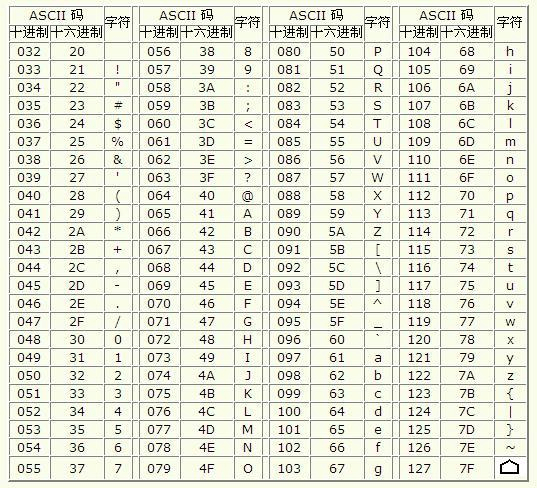 ASCII 码 字符 ASCII 码 字符 ASCII 码 字符 ASCII 码 字符
十进制 十六进制 十进制 十六进制 十进制 十六进制 十进制 十六进制
032 20 056 38 8 080 50 P 104 68 h
033 21 ! 057 39 9 081 51 Q 105 69 i
034 22 " 058 3A : 082 52 R 106 6A j
035 23 # 059 3B ; 083 53 S 107 6B k
036 24 $ 060 3C < 084 54 T 108 6C l
037 25 % 061 3D = 085 55 U 109 6D m
038 26 & 062 3E > 086 56 V 110 6E n
039 27 ' 063 3F ? 087 57 W 111 6F o
040 28 ( 064 40 @ 088 58 X 112 70 p
041 29 ) 065 41 A 089 59 Y 113 71 q
042 2A * 066 42 B 090 5A Z 114 72 r
043 2B + 067 43 C 091 5B [ 115 73 s
044 2C , 068 44 D 092 5C \ 116 74 t
045 2D - 069 45 E 093 5D ] 117 75 u
046 2E . 070 46 F 094 5E ^ 118 76 v
047 2F / 071 47 G 095 5F _ 119 77 w
048 30 0 072 48 H 096 60 ` 120 78 x
049 31 1 073 49 I 097 61 a 121 79 y
050 32 2 074 4A J 098 62 b 122 7A z
051 33 3 075 4B K 099 63 c 123 7B {
052 34 4 076 4C L 100 64 d 124 7C |
053 35 5 077 4D M 101 65 e 125 7D }
054 36 6 078 4E N 102 66 f 126 7E ~
055 37 7 079 4F O 103 67 g 127 7F ⌂